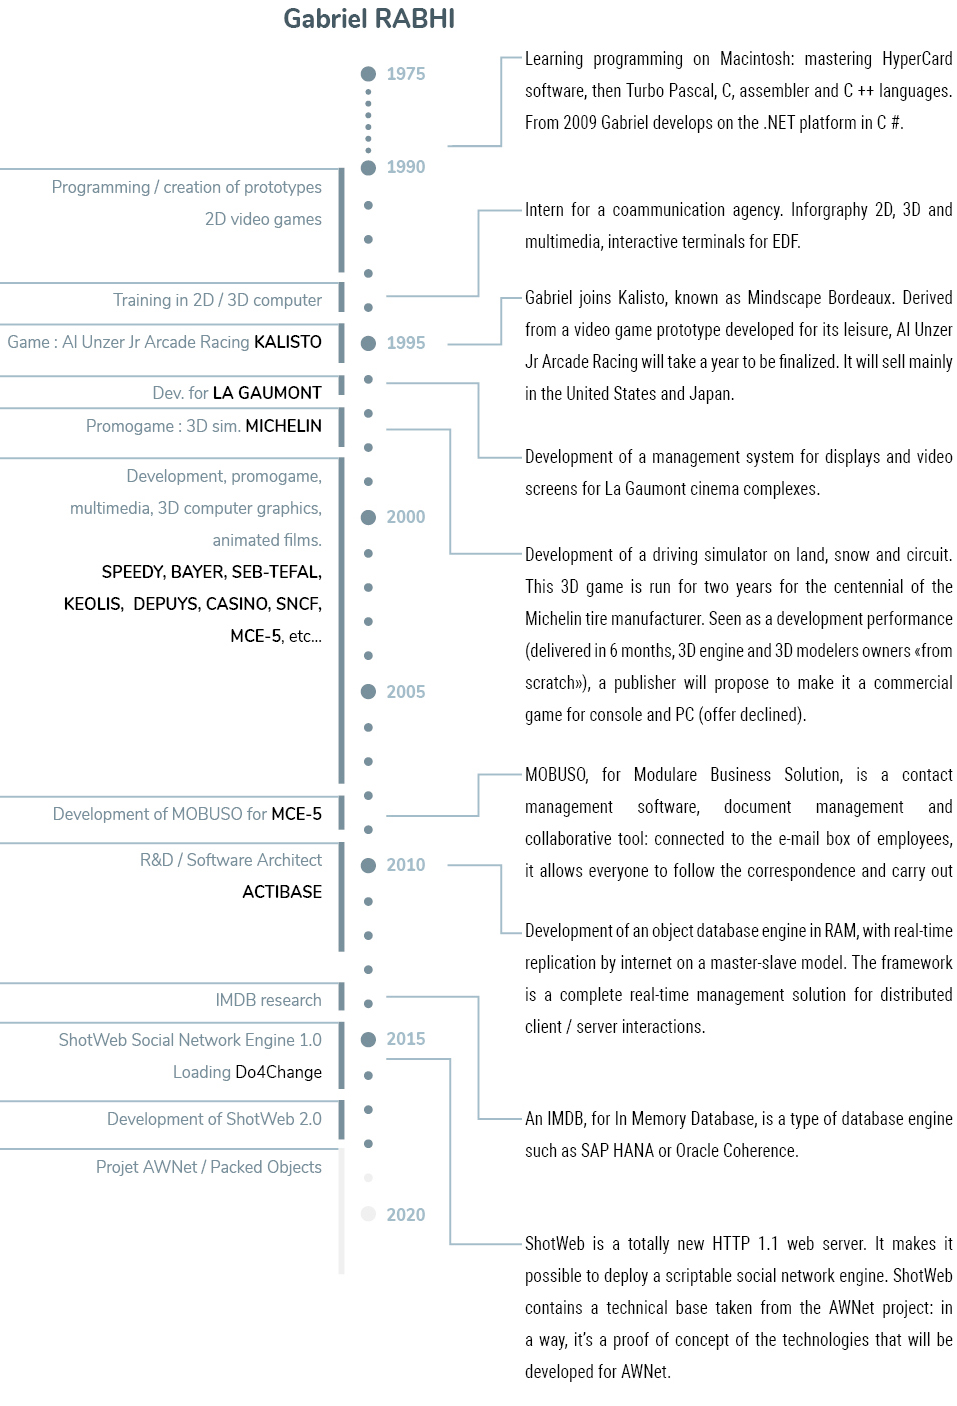 Gabriel RABHI
1975
1990
1995
2000
2005
2010
2015
2020
Programming / creation of prototypes
2D video games
Training in 2D / 3D computer
Game : Al Unzer Jr Arcade Racing KALISTO
Dev. for LA GAUMONT
Promogame : 3D sim. MICHELIN
Development, promogame,
multimedia, 3D computer graphics,
animated films.
SPEEDY, BAYER, SEB-TEFAL,
KEOLIS, DEPUYS, CASINO, SNCF,
MCE-5, etc...
Development of MOBUSO for MCE-5
R&D / Software Architect
ACTIBASE
IMDB research
ShotWeb Social Network Engine 1.0
Loading Do4Change
Development of ShotWeb 2.0
Projet AWNet / Packed Objects
Learning programming on Macintosh: mastering HyperCard
software, then Turbo Pascal, C, assembler and C ++ languages.
From 2009 Gabriel develops on the .NET platform in C #.
Intern for a coammunication agency. Inforgraphy 2D, 3D and
multimedia, interactive terminals for EDF.
Gabriel joins Kalisto, known as Mindscape Bordeaux. Derived
from a video game prototype developed for its leisure, Al Unzer
Jr Arcade Racing will take a year to be finalized. It will sell mainly
in the United States and Japan.
Development of a management system for displays and video
screens for La Gaumont cinema complexes.
Development of a driving simulator on land, snow and circuit.
This 3D game is run for two years for the centennial of the
Michelin tire manufacturer. Seen as a development performance
(delivered in 6 months, 3D engine and 3D modelers owners «from
scratch»), a publisher will propose to make it a commercial
game for console and PC (offer declined).
MOBUSO, for Modulare Business Solution, is a contact
management software, document management and
collaborative tool: connected to the e-mail box of employees,
it allows everyone to follow the correspondence and carry out
Development of an object database engine in RAM, with real-time
replication by internet on a master-slave model. The framework
is a complete real-time management solution for distributed
client / server interactions.
An IMDB, for In Memory Database, is a type of database engine
such as SAP HANA or Oracle Coherence.
ShotWeb is a totally new HTTP 1.1 web server. It makes it
possible to deploy a scriptable social network engine. ShotWeb
contains a technical base taken from the AWNet project: in
a way, it's a proof of concept of the technologies that will be
developed for AWNet.